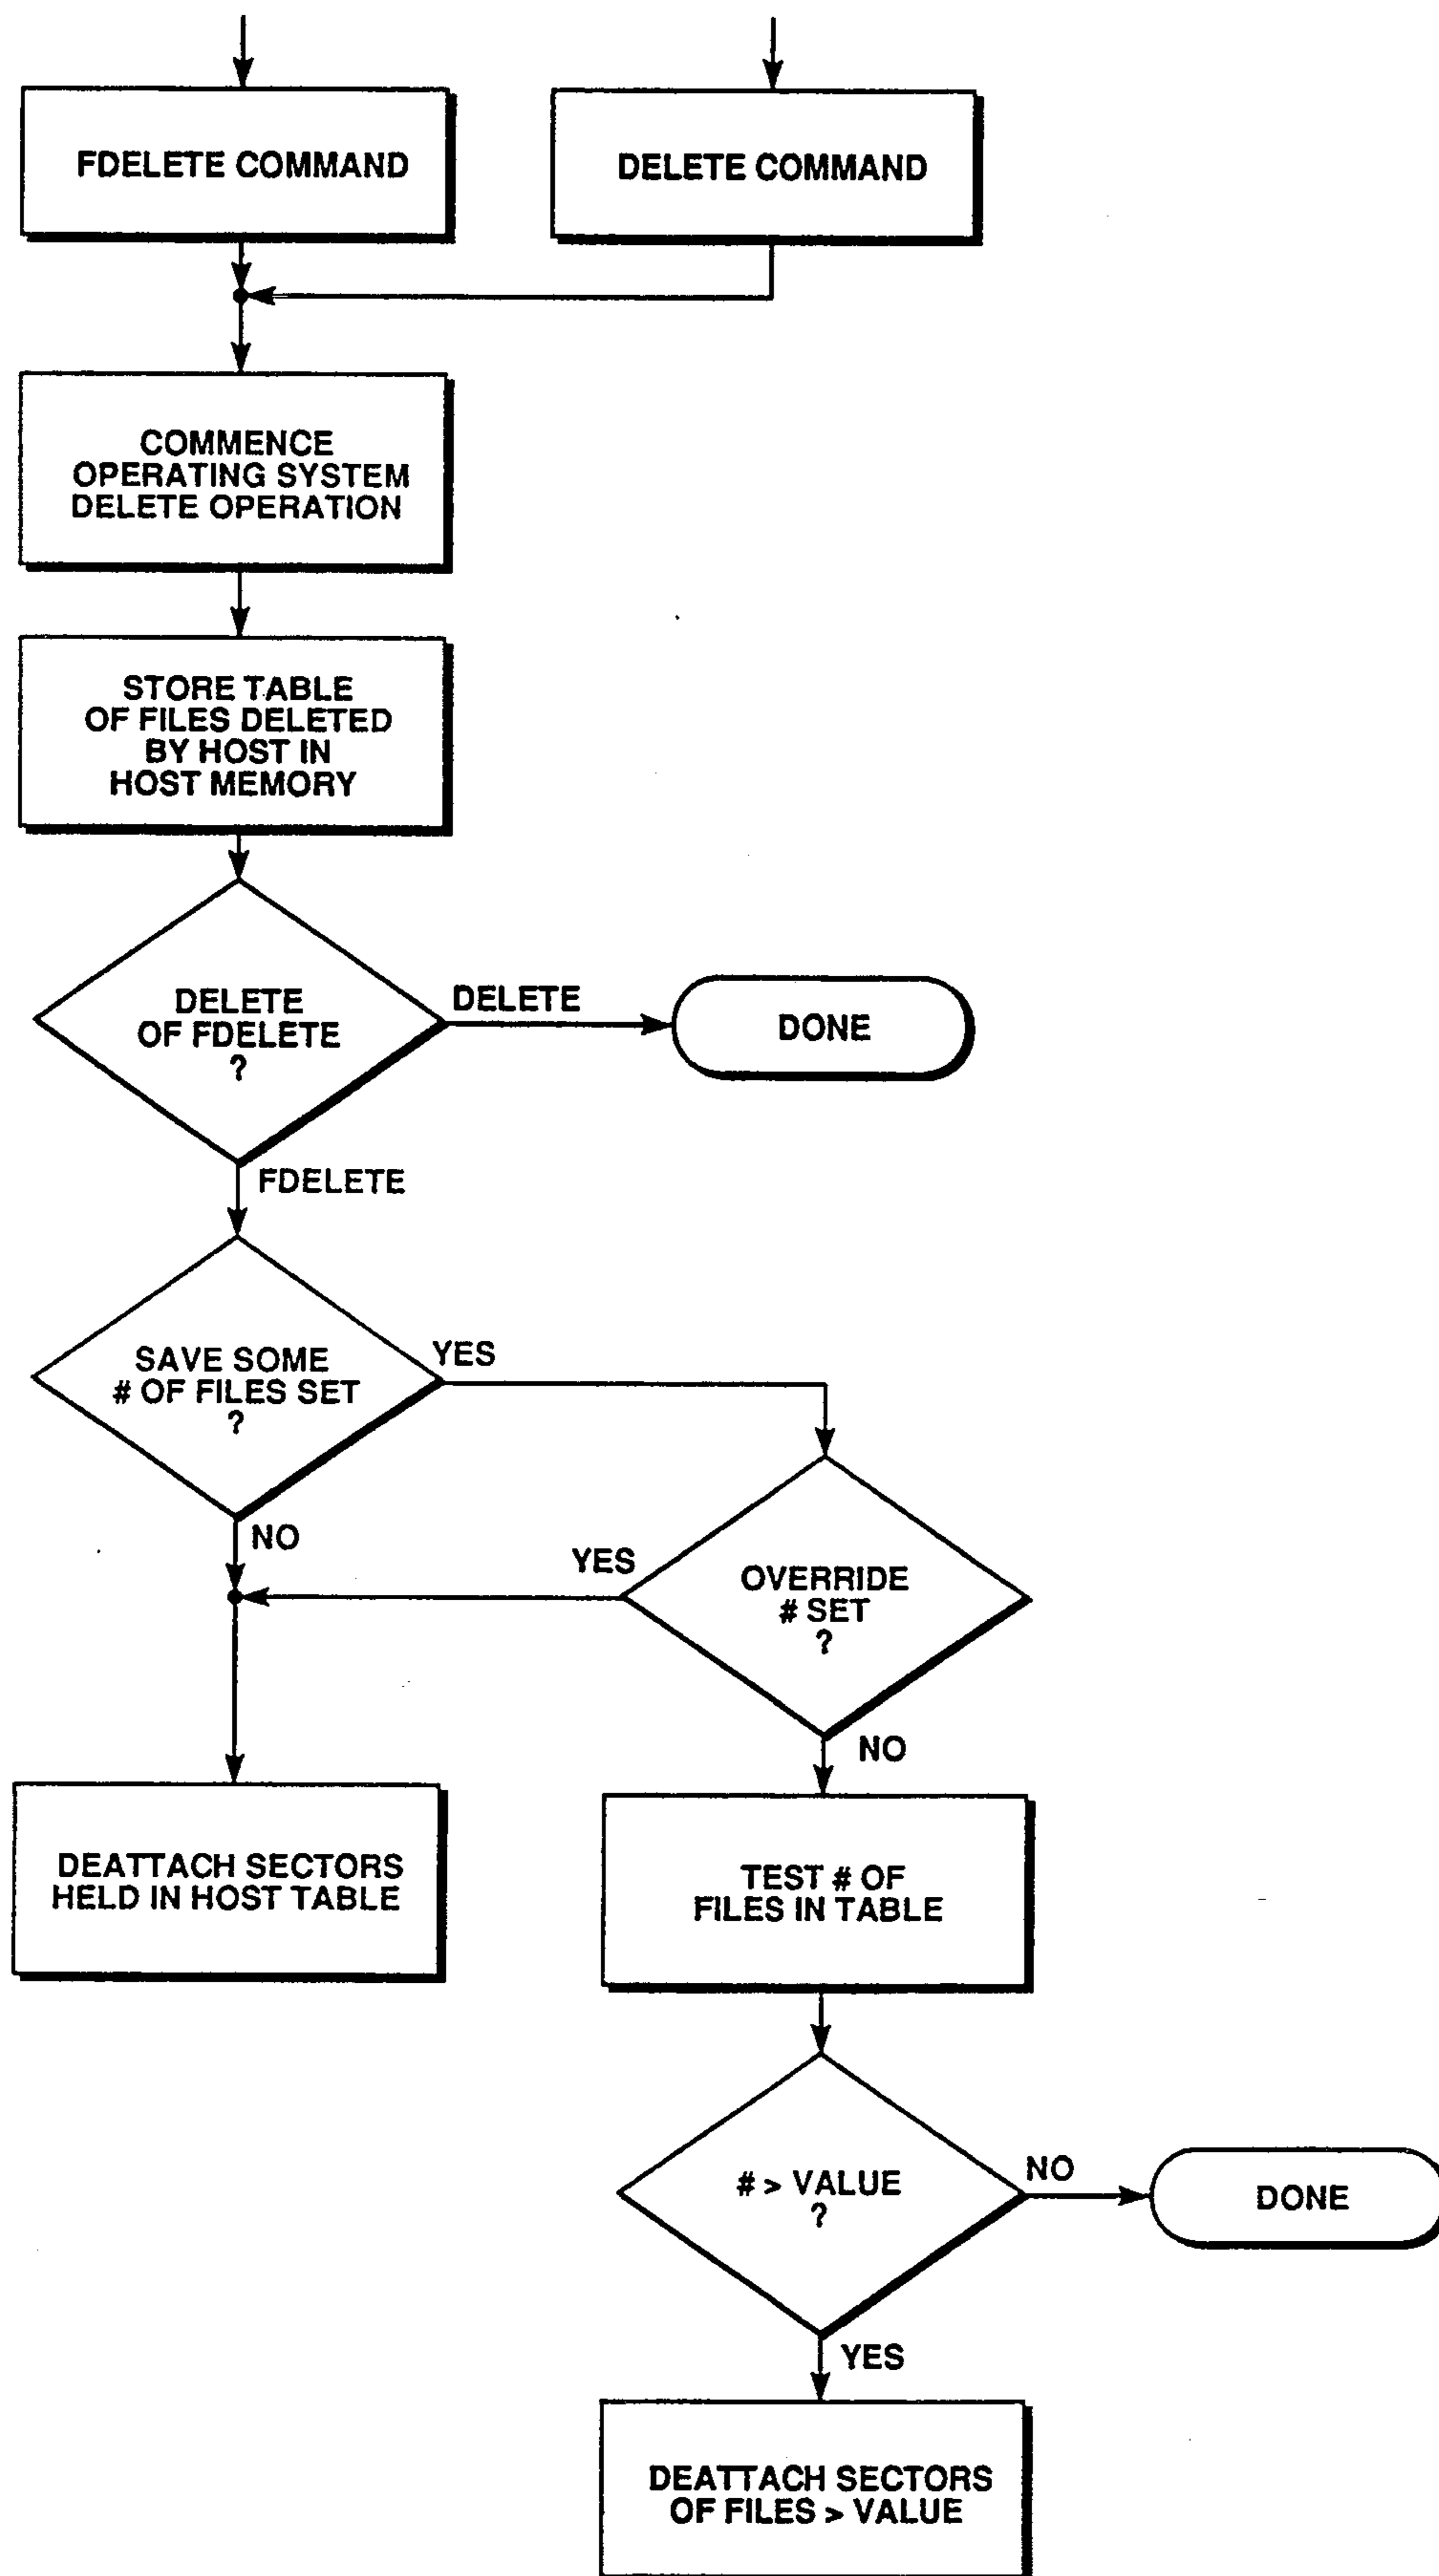 FDELETE COMMAND
DELETE COMMAND
COMMENCE
OPERATING SYSTEM
DELETE OPERATION
STORE TABLE
OF FILES DELETED
BY HOST IN
HOST MEMORY
DELETE
OF FDELETE
?
DELETE
DONE
FDELETE
SAVE SOME
# OF FILES SET
?
YES
NO
OVERRIDE
# SET
?
YES
NO
DEATTACH SECTORS
HELD IN HOST TABLE
TEST # OF
FILES IN TABLE
# > VALUE
?
NO
DONE
YES
DEATTACH SECTORS
OF FILES > VALUE